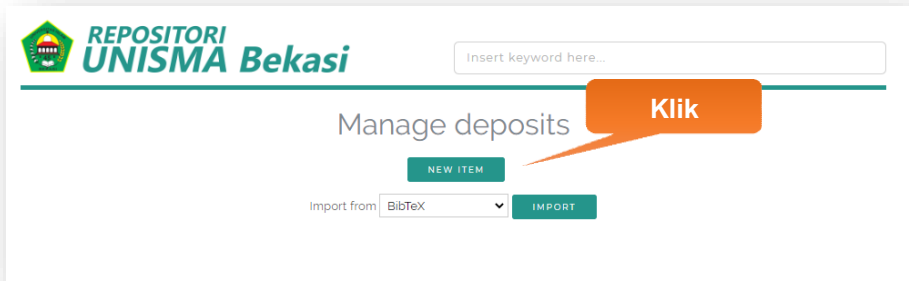 REPOSITORI
UNISMA Bekasi
Insert keyword here...
Klik
Manage deposits
NEW ITEM
Import from BibTeX IMPORT